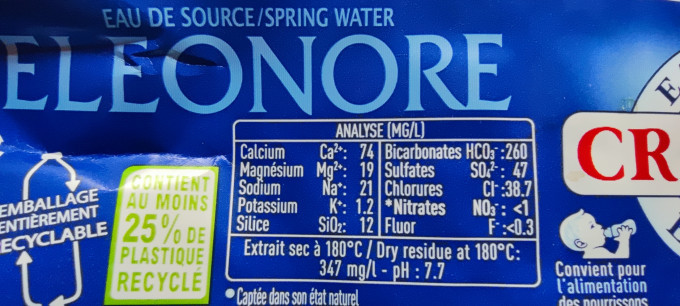 EAU DE SOURCE/SPRING WATER
ELEONORE
ANALYSE (MG/L)
Calcium Ca²⁺: 74 Bicarbonates HCO₃⁻:260
Magnésium Mg²⁺: 19 Sulfates SO₄²⁻: 47
Sodium Na⁺: 21 Chlorures Cl⁻:38.7
Potassium K⁺: 1.2 *Nitrates NO₃⁻: <1
Silice SiO₂: 12 Fluor F⁻:<0.3
Extrait sec à 180°C / Dry residue at 180°C:
347 mg/l - pH : 7.7
•Captée dans son état naturel
EMBALLAGE
ENTIÈREMENT
RECYCLABLE
CONTIENT
AU MOINS
25% DE
PLASTIQUE
RECYCLÉ
CR
Convient pour
l'alimentation
des nourrissons